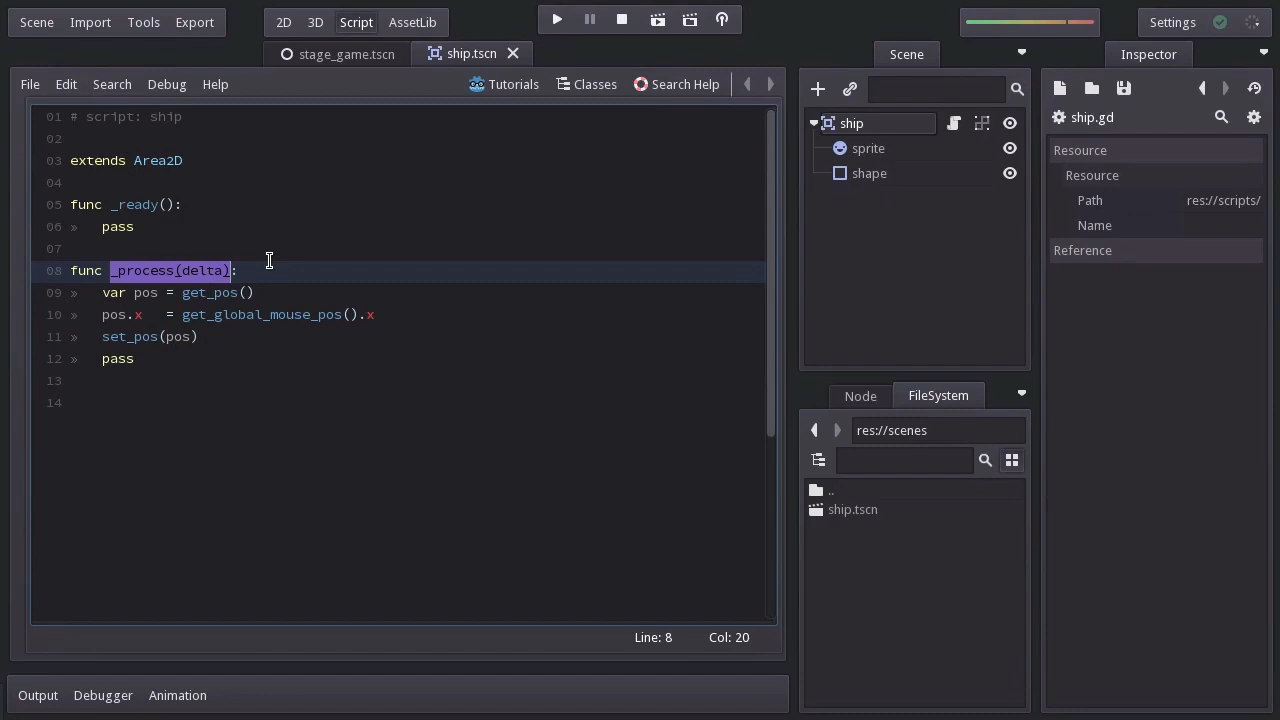 Scene Import Tools Export
2D 3D Script AssetLib
Settings
stage_game.tscn
ship.tscn
File Edit Search Debug Help
Tutorials Classes Search Help
01 # script: ship
02
03 extends Area2D
04
05 func _ready():
06 » pass
07
08 func _process(delta):
09 » var pos = get_pos()
10 » pos.x = get_global_mouse_pos().x
11 » set_pos(pos)
12 » pass
13
14
Line: 8 Col: 20
Output Debugger Animation
Scene
ship
sprite
shape
Node FileSystem
res://scenes
..
ship.tscn
Inspector
ship.gd
Resource
Resource
Path res://scripts/
Name
Reference